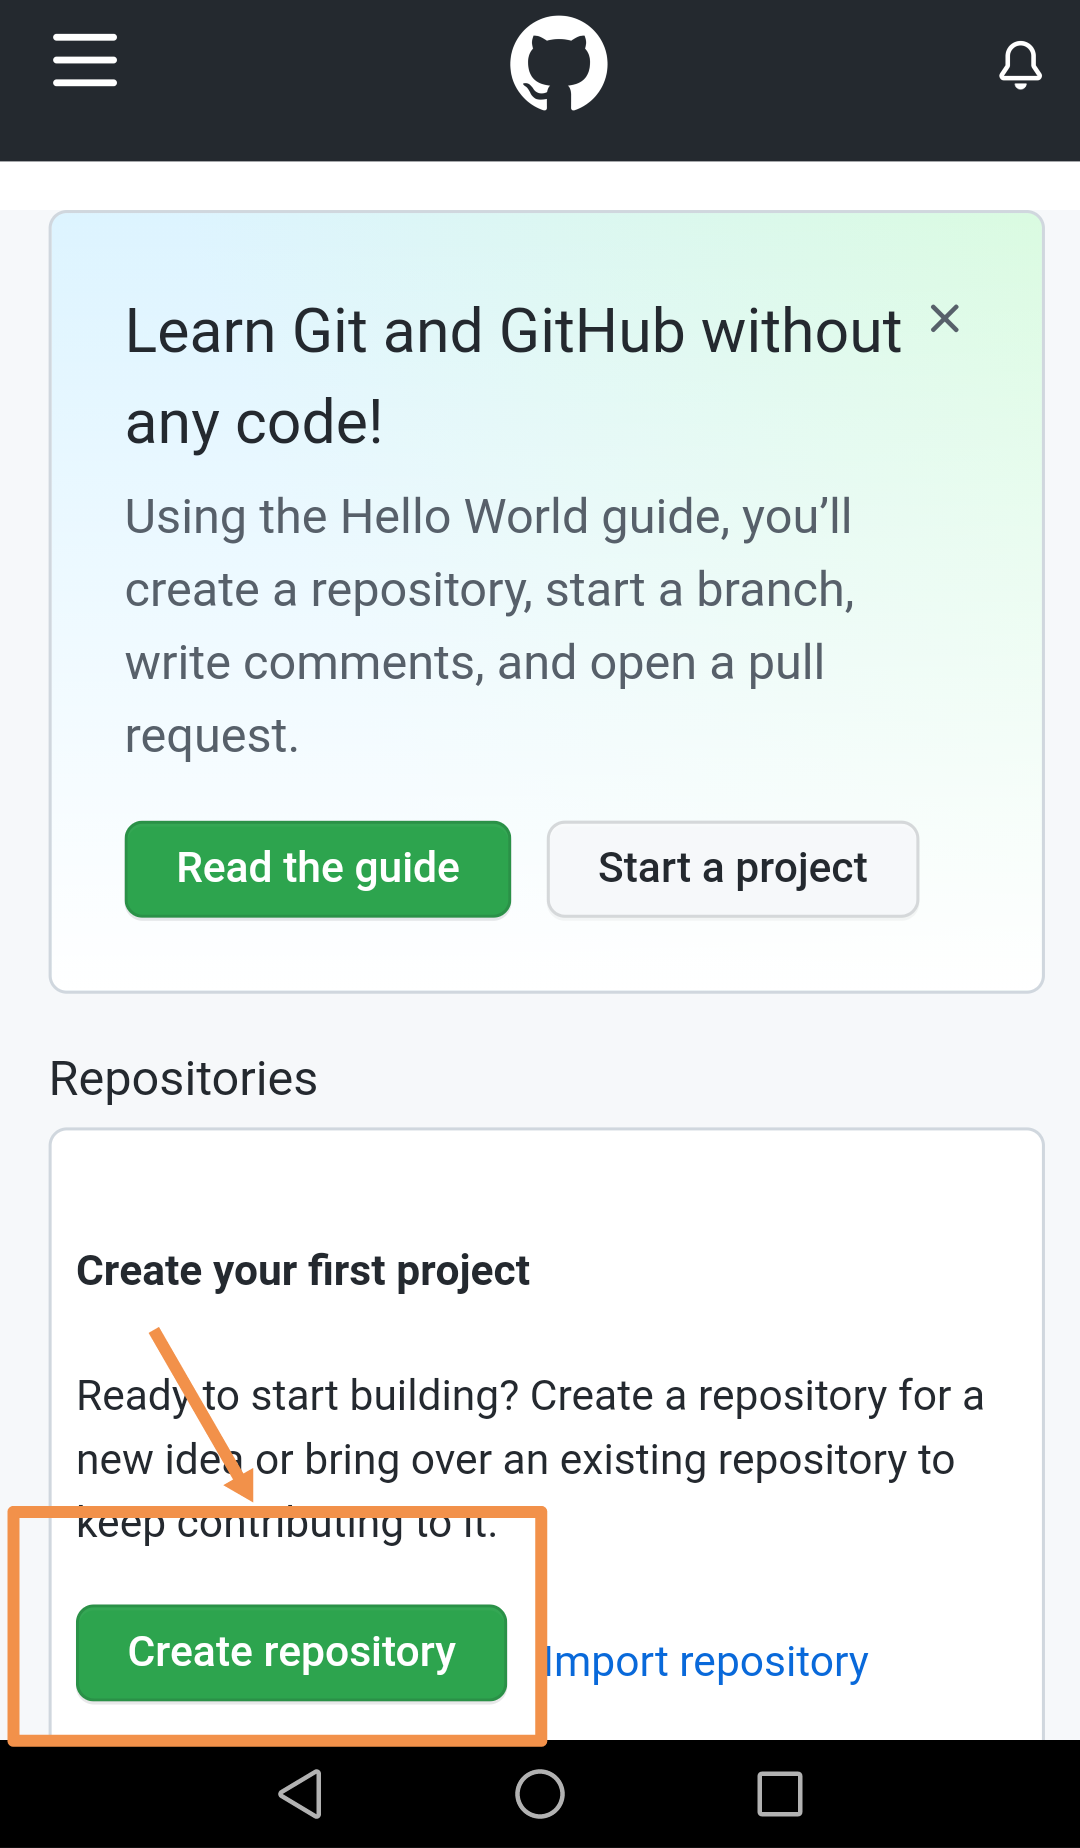 Learn Git and GitHub without
any code!
Using the Hello World guide, you’ll
create a repository, start a branch,
write comments, and open a pull
request.
Read the guide
Start a project
Repositories
Create your first project
Ready to start building? Create a repository for a
new idea or bring over an existing repository to
keep contributing to it.
Create repository
Import repository